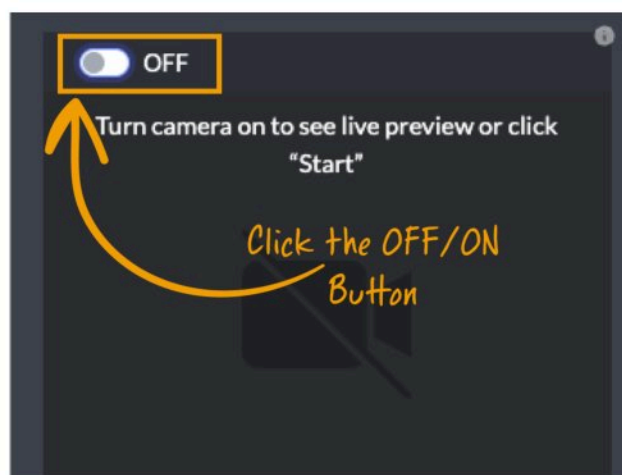 OFF
Turn camera on to see live preview or click
“Start”
Click the OFF/ON
Button